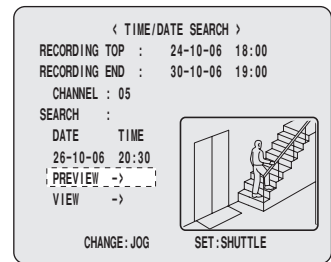 < TIME/DATE SEARCH >
RECORDING TOP : 24-10-06 18:00
RECORDING END : 30-10-06 19:00
CHANNEL : 05
SEARCH :
DATE TIME
26-10-06 20:30
PREVIEW ->
VIEW ->
CHANGE:JOG SET:SHUTTLE